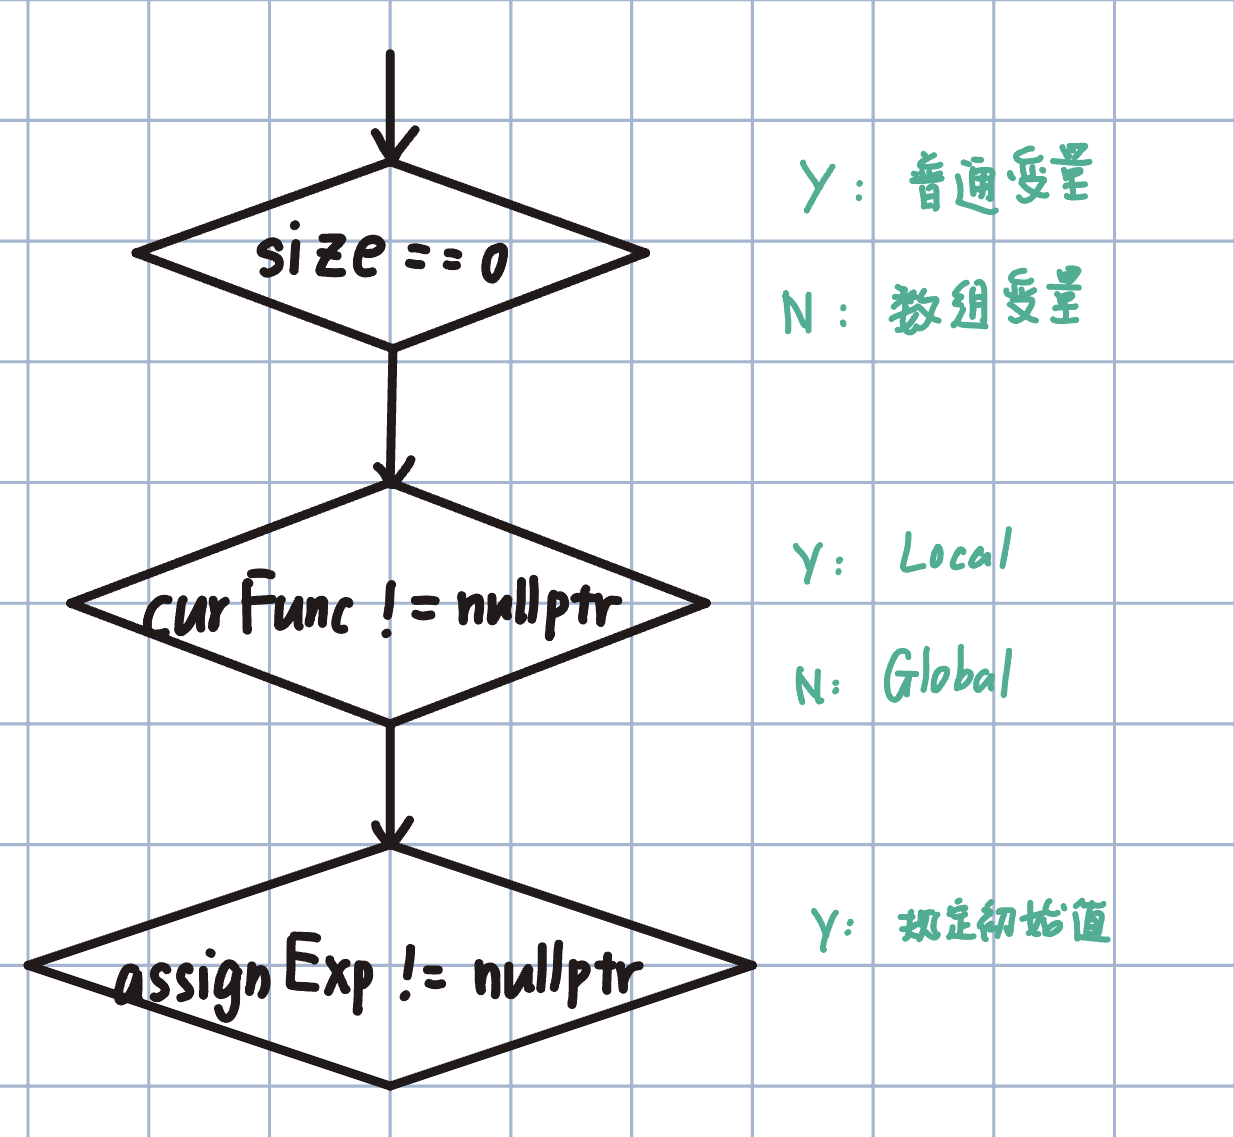 size == 0
Y: 普通变量
N: 数组变量
curFunc != nullptr
Y: Local
N: Global
assignExp != nullptr
Y: 规定初始值